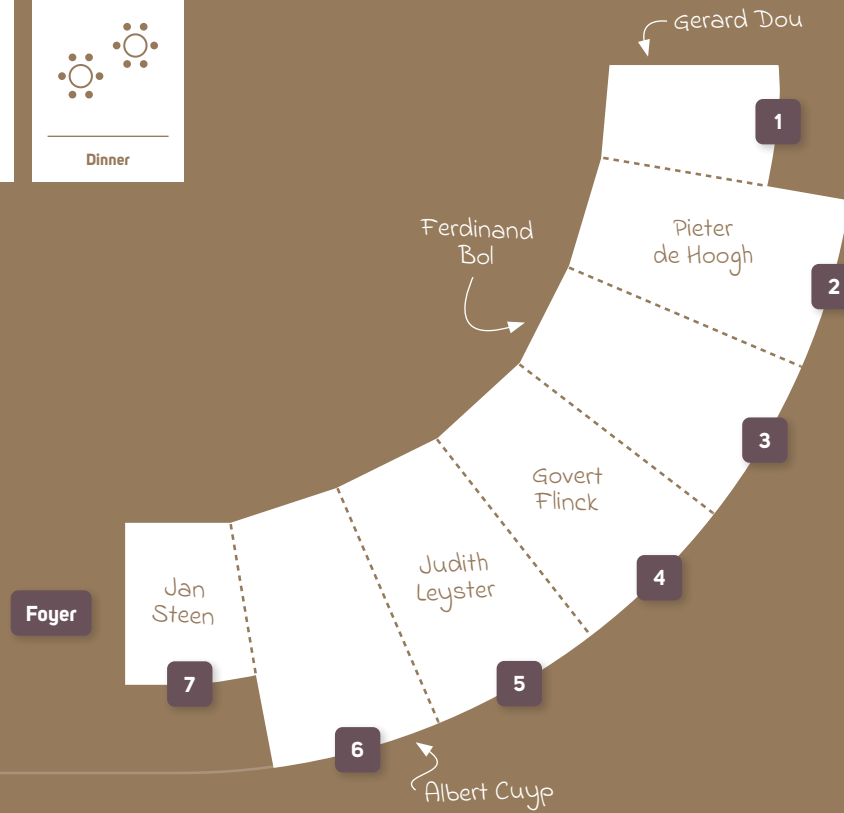 Gerard Dou
1
Dinner
Ferdinand
Bol
Pieter
de Hoogh
2
3
Govert
Flinck
4
Judith
Leyster
5
Jan
Steen
Foyer
7
6
Albert Cuyp